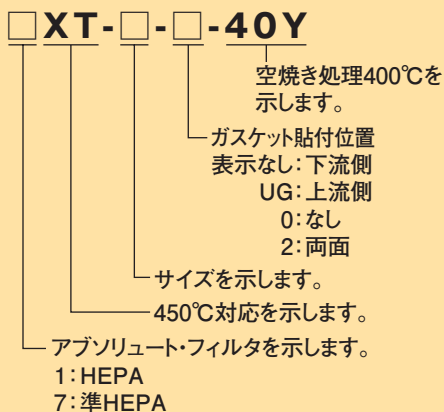 □XT-□-□-40Y
空焼き処理400℃を
示します。
ガスケット貼付位置
表示なし：下流側
UG：上流側
0：なし
2：両面
サイズを示します。
450℃対応を示します。
アブソリュート・フィルタを示します。
1：HEPA
7：準HEPA